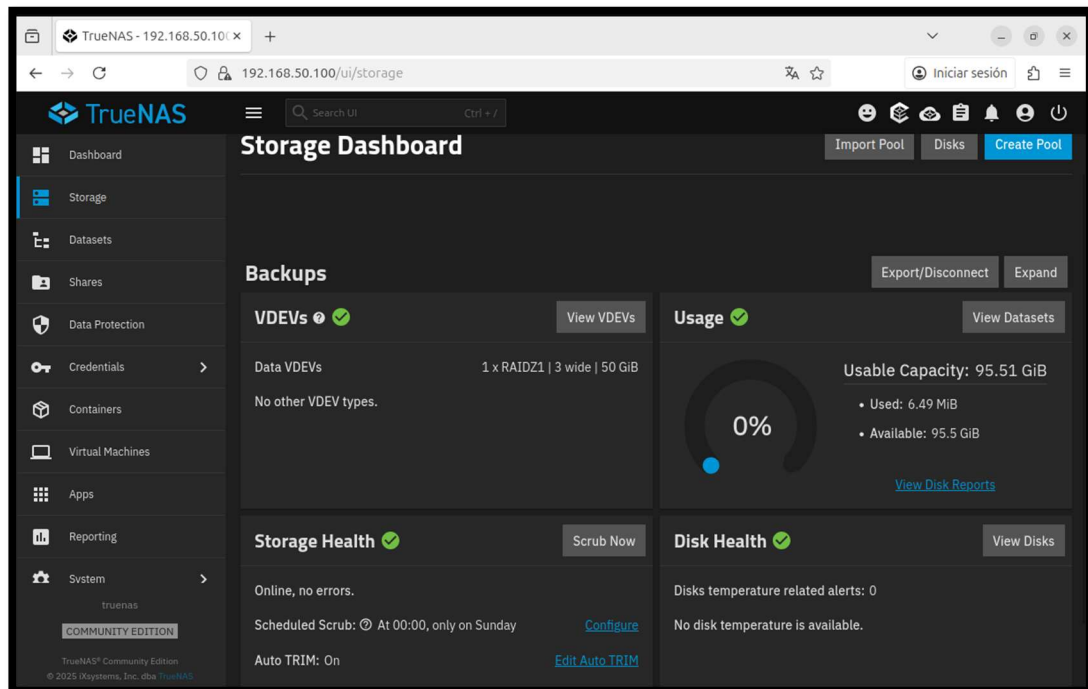 TrueNAS - 192.168.50.10
192.168.50.100/ui/storage
Iniciar sesión
TrueNAS
Search UI Ctrl + /
Dashboard
Storage
Datasets
Shares
Data Protection
Credentials
Containers
Virtual Machines
Apps
Reporting
System
truenas
COMMUNITY EDITION
TrueNAS® Community Edition
© 2025 iXsystems, Inc. dba TrueNAS
Storage Dashboard
Import Pool Disks Create Pool
Backups
Export/Disconnect Expand
VDEVs View VDEVs
Data VDEVs 1 x RAIDZ1 | 3 wide | 50 GiB
No other VDEV types.
Usage View Datasets
0%
Usable Capacity: 95.51 GiB
• Used: 6.49 MiB
• Available: 95.5 GiB
View Disk Reports
Storage Health Scrub Now
Online, no errors.
Scheduled Scrub: At 00:00, only on Sunday Configure
Auto TRIM: On Edit Auto TRIM
Disk Health View Disks
Disks temperature related alerts: 0
No disk temperature is available.